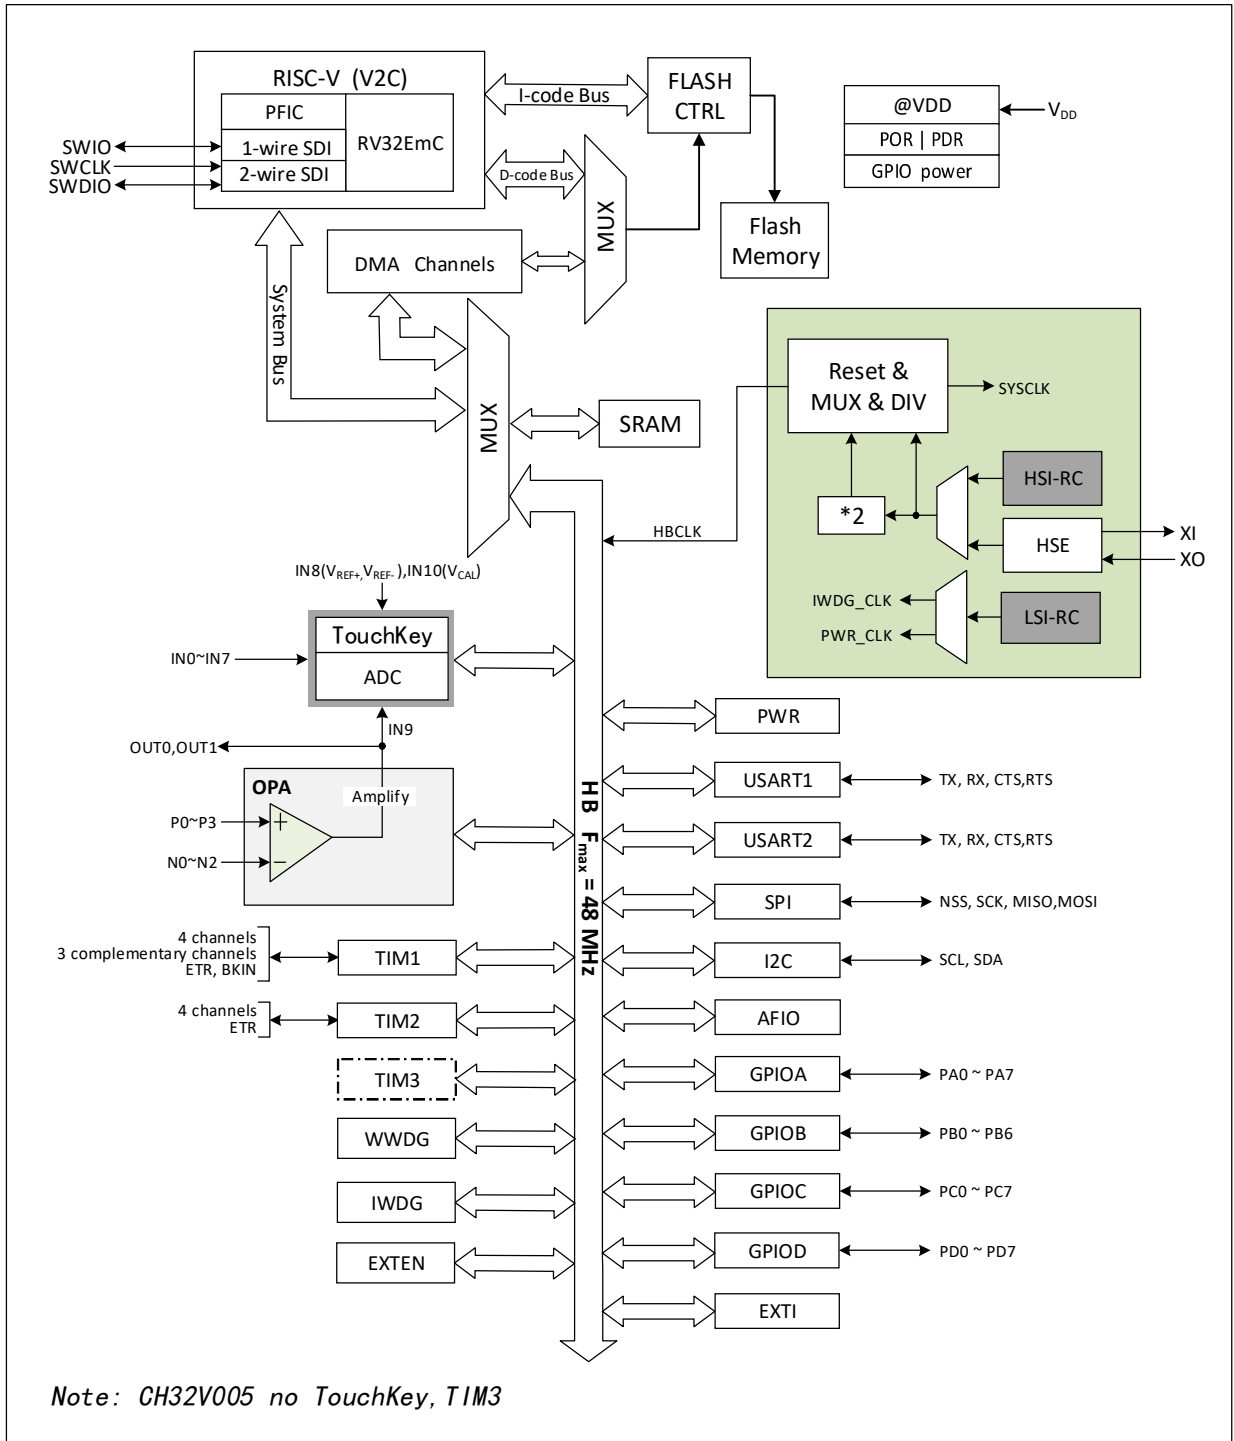 RISC-V (V2C)
PFIC
1-wire SDI
2-wire SDI
RV32EmC
SWIO
SWCLK
SWDIO
I-code Bus
D-code Bus
FLASH
CTRL
@VDD
POR | PDR
GPIO power
VDD
Flash
Memory
MUX
DMA Channels
System Bus
MUX
SRAM
Reset &
MUX & DIV
SYSCLK
*2
HSI-RC
HSE
XI
XO
HBCLK
IWDG_CLK
PWR_CLK
LSI-RC
IN8(VREF+,VREF-),IN10(VCAL)
TouchKey
ADC
IN0~IN7
IN9
OUT0,OUT1
OPA
Amplify
P0~P3
+
N0~N2
-
HB Fmax = 48 MHz
4 channels
3 complementary channels
ETR, BKIN
TIM1
4 channels
ETR
TIM2
TIM3
WWDG
IWDG
EXTEN
PWR
USART1
TX, RX, CTS,RTS
USART2
TX, RX, CTS,RTS
SPI
NSS, SCK, MISO,MOSI
I2C
SCL, SDA
AFIO
GPIOA
PA0 ~ PA7
GPIOB
PB0 ~ PB6
GPIOC
PC0 ~ PC7
GPIOD
PD0 ~ PD7
EXTI
Note: CH32V005 no TouchKey, TIM3